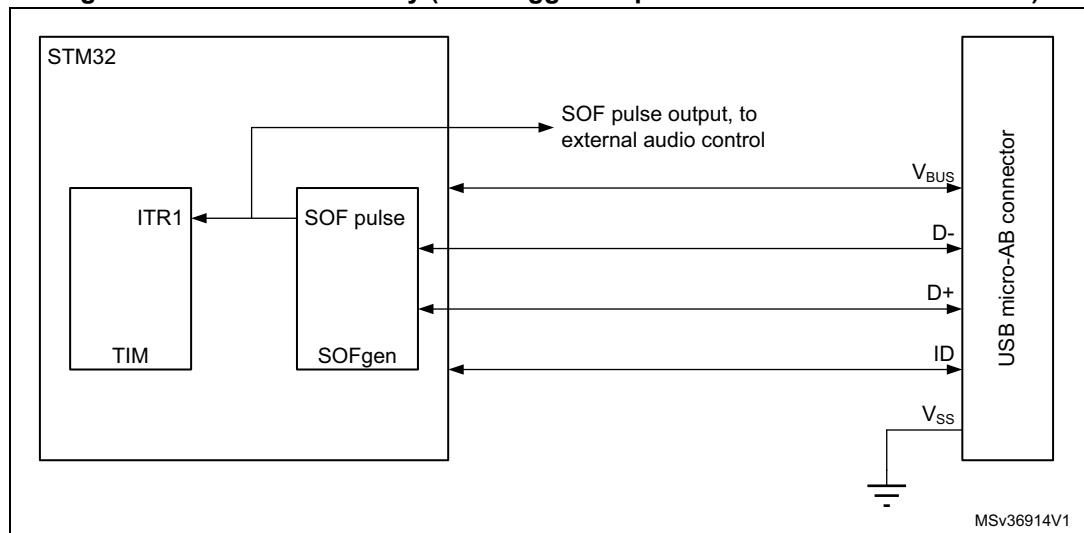 STM32
SOF pulse output, to
external audio control
VBUS
ITR1
SOF pulse
D-
D+
USB micro-AB connector
TIM
SOFgen
ID
VSS
MSv36914V1